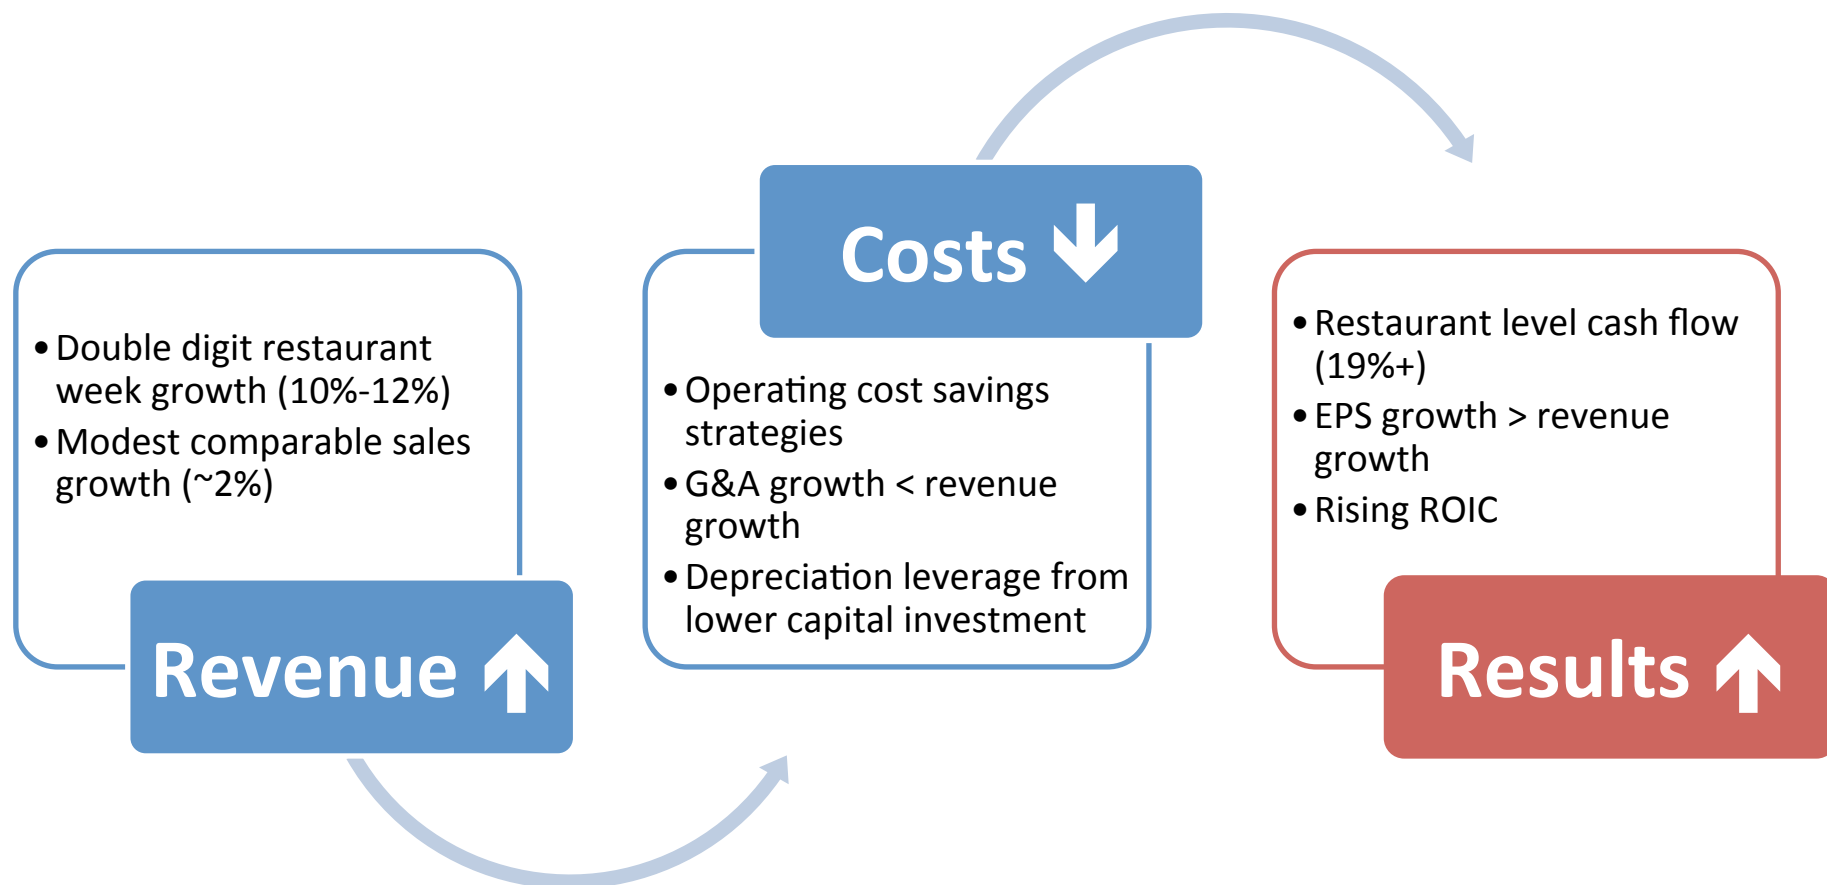 • Double digit restaurant
week growth (10%-12%)
• Modest comparable sales
growth (~2%)
Revenue ↑
Costs ↓
• Operating cost savings
strategies
• G&A growth < revenue
growth
• Depreciation leverage from
lower capital investment
• Restaurant level cash flow
(19%+)
• EPS growth > revenue
growth
• Rising ROIC
Results ↑